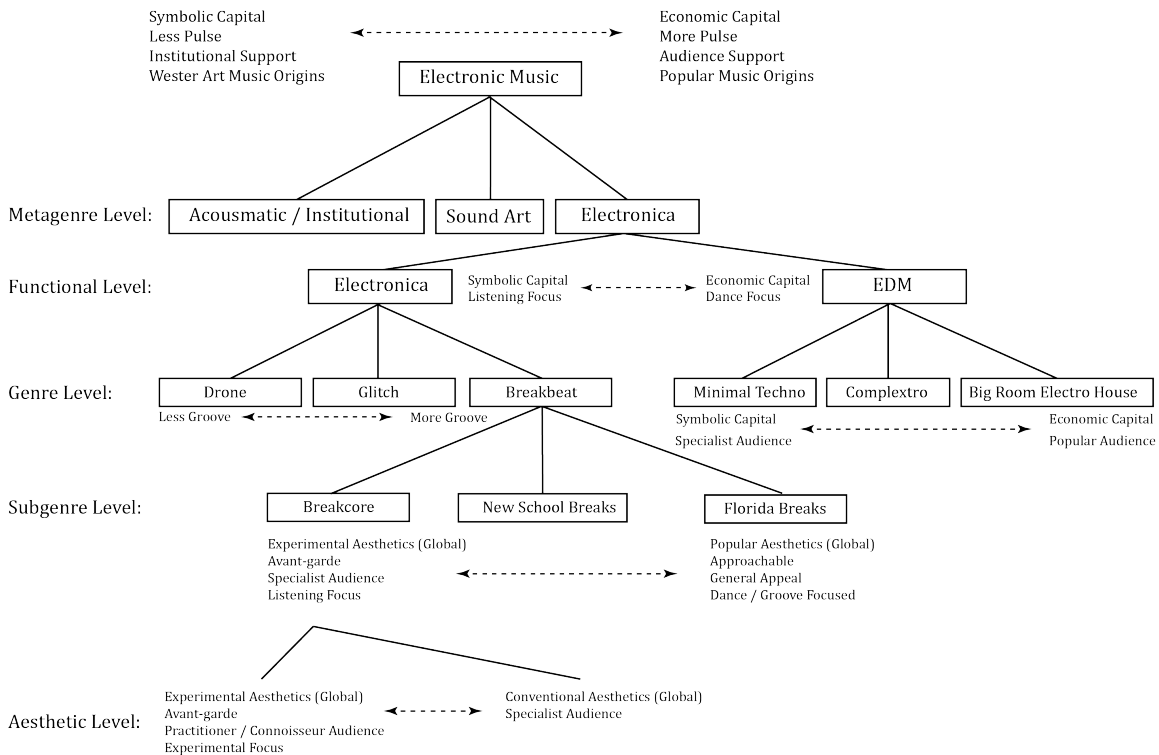 Symbolic Capital
Less Pulse
Institutional Support
Wester Art Music Origins
Economic Capital
More Pulse
Audience Support
Popular Music Origins
Electronic Music
Metagenre Level:
Acousmatic / Institutional
Sound Art
Electronica
Functional Level:
Electronica
Symbolic Capital
Listening Focus
Economic Capital
Dance Focus
EDM
Genre Level:
Drone
Glitch
Breakbeat
Minimal Techno
Complextro
Big Room Electro House
Less Groove
More Groove
Symbolic Capital
Specialist Audience
Economic Capital
Popular Audience
Subgenre Level:
Breakcore
New School Breaks
Florida Breaks
Experimental Aesthetics (Global)
Avant-garde
Specialist Audience
Listening Focus
Popular Aesthetics (Global)
Approachable
General Appeal
Dance / Groove Focused
Aesthetic Level:
Experimental Aesthetics (Global)
Avant-garde
Practitioner / Connoisseur Audience
Experimental Focus
Conventional Aesthetics (Global)
Specialist Audience